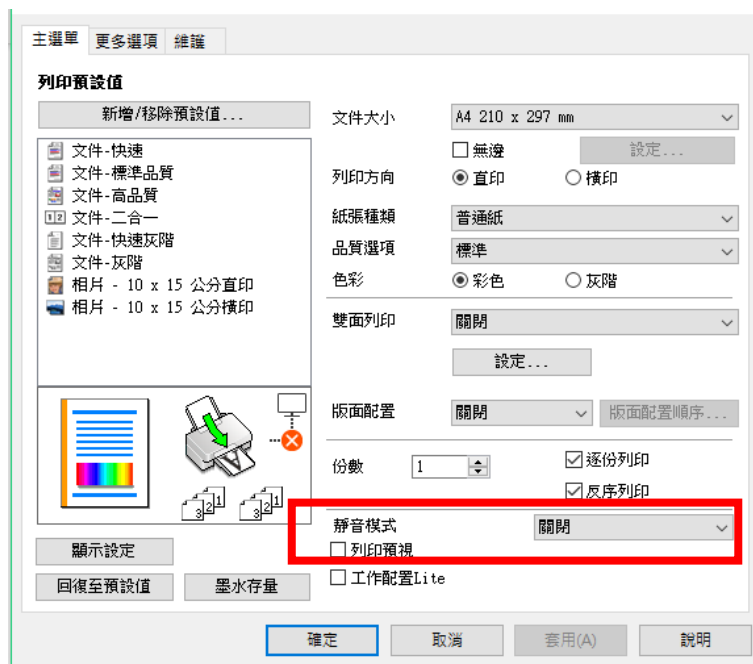 主選單 更多選項 維護
列印預設值
新增/移除預設值...
文件-快速
文件-標準品質
文件-高品質
文件-二合一
文件-快速灰階
文件-灰階
相片 - 10 x 15 公分直印
相片 - 10 x 15 公分橫印
顯示設定
回復至預設值 墨水存量
文件大小 A4 210 x 297 mm
無邊 設定...
列印方向 直印 橫印
紙張種類 普通紙
品質選項 標準
色彩 彩色 灰階
雙面列印 關閉
設定...
版面配置 關閉 版面配置順序...
份數 1 逐份列印
反序列印
靜音模式 關閉
列印預視
工作配置Lite
確定 取消 套用(A) 說明